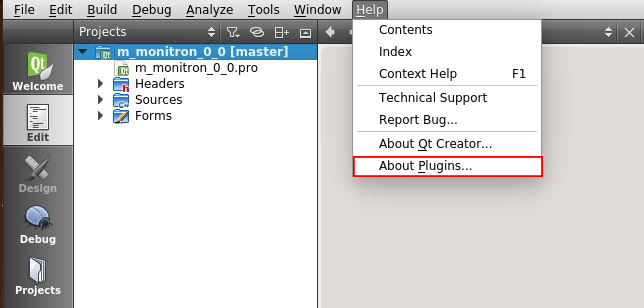 File Edit Build Debug Analyze Tools Window Help
Projects
m_monitron_0_0 [master]
m_monitron_0_0.pro
Headers
Sources
Forms
Qt
Welcome
Edit
Design
Debug
Projects
Contents
Index
Context Help F1
Technical Support
Report Bug...
About Qt Creator...
About Plugins...